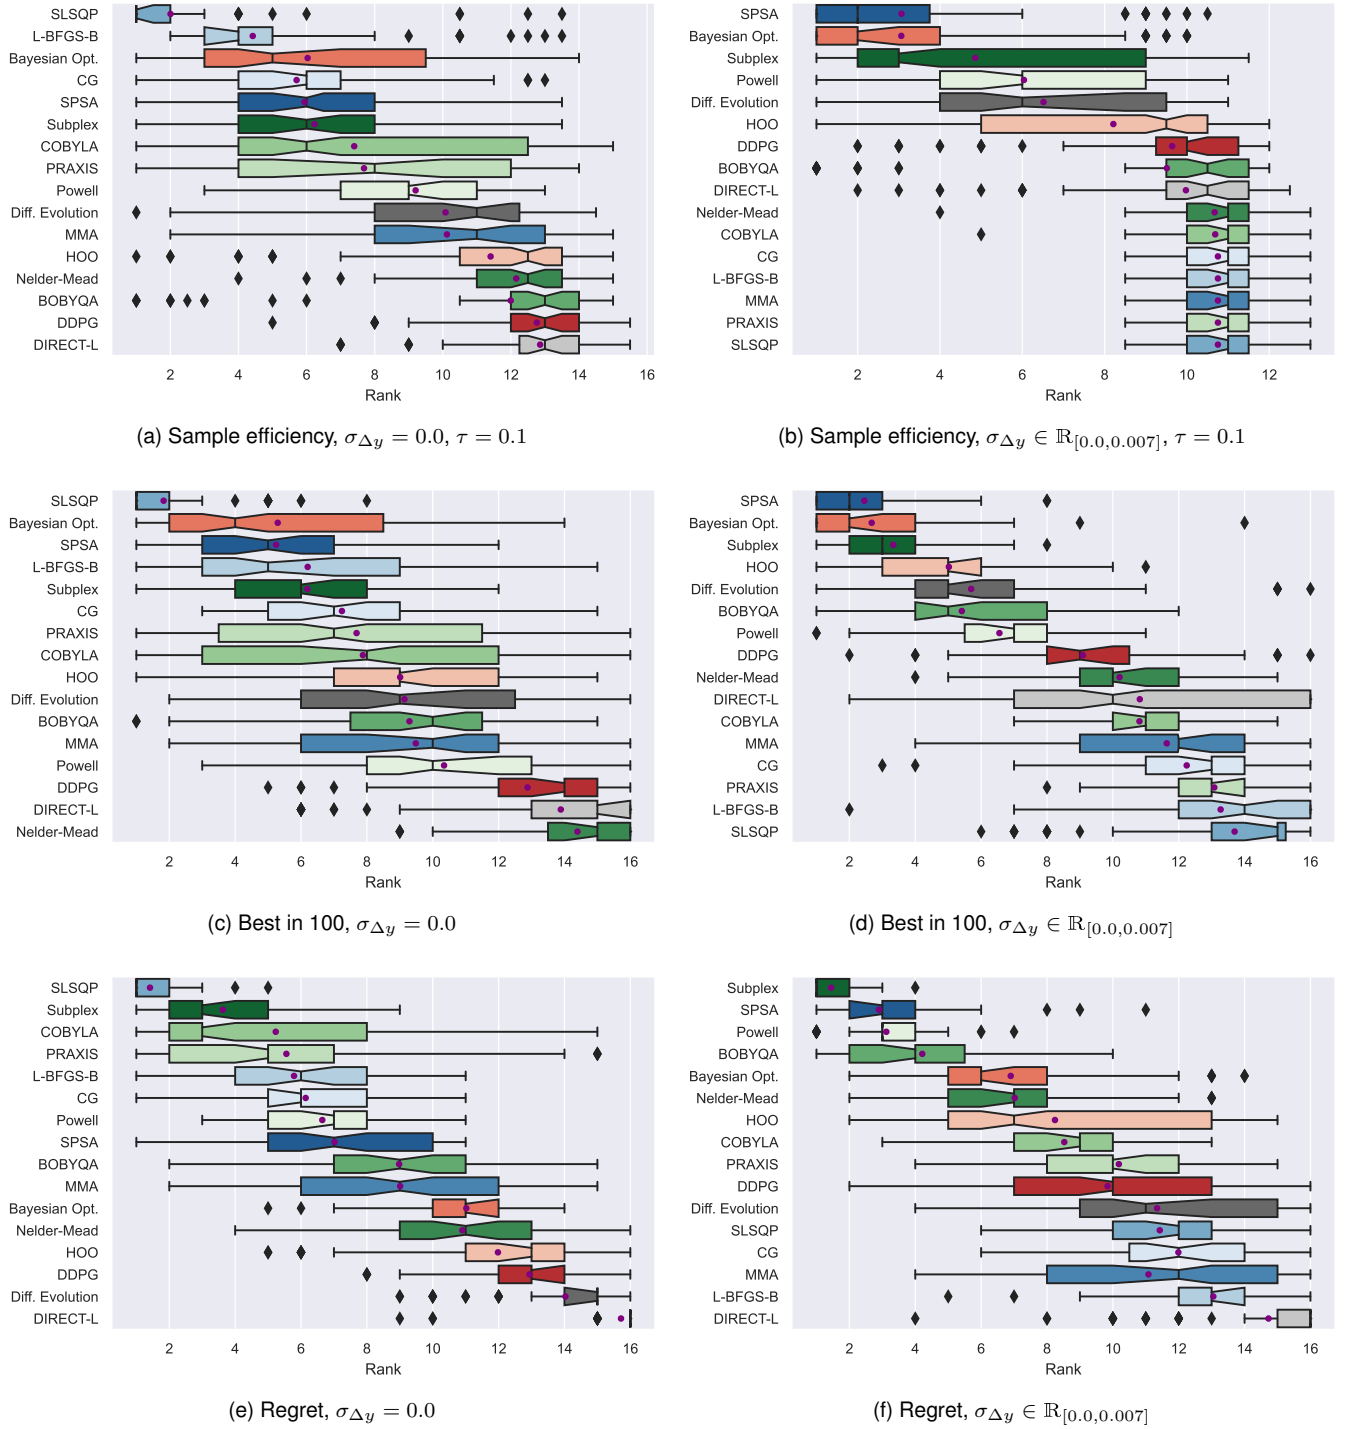 SLSQP
L-BFGS-B
Bayesian Opt.
CG
SPSA
Subplex
COBYLA
PRAXIS
Powell
Diff. Evolution
MMA
HOO
Nelder-Mead
BOBYQA
DDPG
DIRECT-L
2 4 6 8 10 12 14 16
Rank
(a) Sample efficiency, σ_Δy = 0.0, τ = 0.1
SPSA
Bayesian Opt.
Subplex
Powell
Diff. Evolution
HOO
DDPG
BOBYQA
DIRECT-L
Nelder-Mead
COBYLA
CG
L-BFGS-B
MMA
PRAXIS
SLSQP
2 4 6 8 10 12
Rank
(b) Sample efficiency, σ_Δy ∈ ℝ_[0.0,0.007], τ = 0.1
SLSQP
Bayesian Opt.
SPSA
L-BFGS-B
Subplex
CG
PRAXIS
COBYLA
HOO
Diff. Evolution
BOBYQA
MMA
Powell
DDPG
DIRECT-L
Nelder-Mead
2 4 6 8 10 12 14 16
Rank
(c) Best in 100, σ_Δy = 0.0
SPSA
Bayesian Opt.
Subplex
HOO
Diff. Evolution
BOBYQA
Powell
DDPG
Nelder-Mead
DIRECT-L
COBYLA
MMA
CG
PRAXIS
L-BFGS-B
SLSQP
2 4 6 8 10 12 14 16
Rank
(d) Best in 100, σ_Δy ∈ ℝ_[0.0,0.007]
SLSQP
Subplex
COBYLA
PRAXIS
L-BFGS-B
CG
Powell
SPSA
BOBYQA
MMA
Bayesian Opt.
Nelder-Mead
HOO
DDPG
Diff. Evolution
DIRECT-L
2 4 6 8 10 12 14 16
Rank
(e) Regret, σ_Δy = 0.0
Subplex
SPSA
Powell
BOBYQA
Bayesian Opt.
Nelder-Mead
HOO
COBYLA
PRAXIS
DDPG
Diff. Evolution
SLSQP
CG
MMA
L-BFGS-B
DIRECT-L
2 4 6 8 10 12 14 16
Rank
(f) Regret, σ_Δy ∈ ℝ_[0.0,0.007]